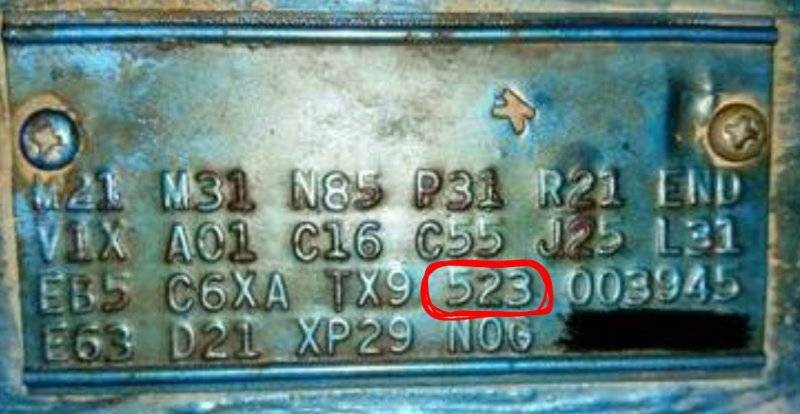 M21 M31 N85 P31 R21 END
V1X A01 C16 C55 J25 L31
EB5 C6XA TX9 523 003945
E63 D21 XP29 N0G